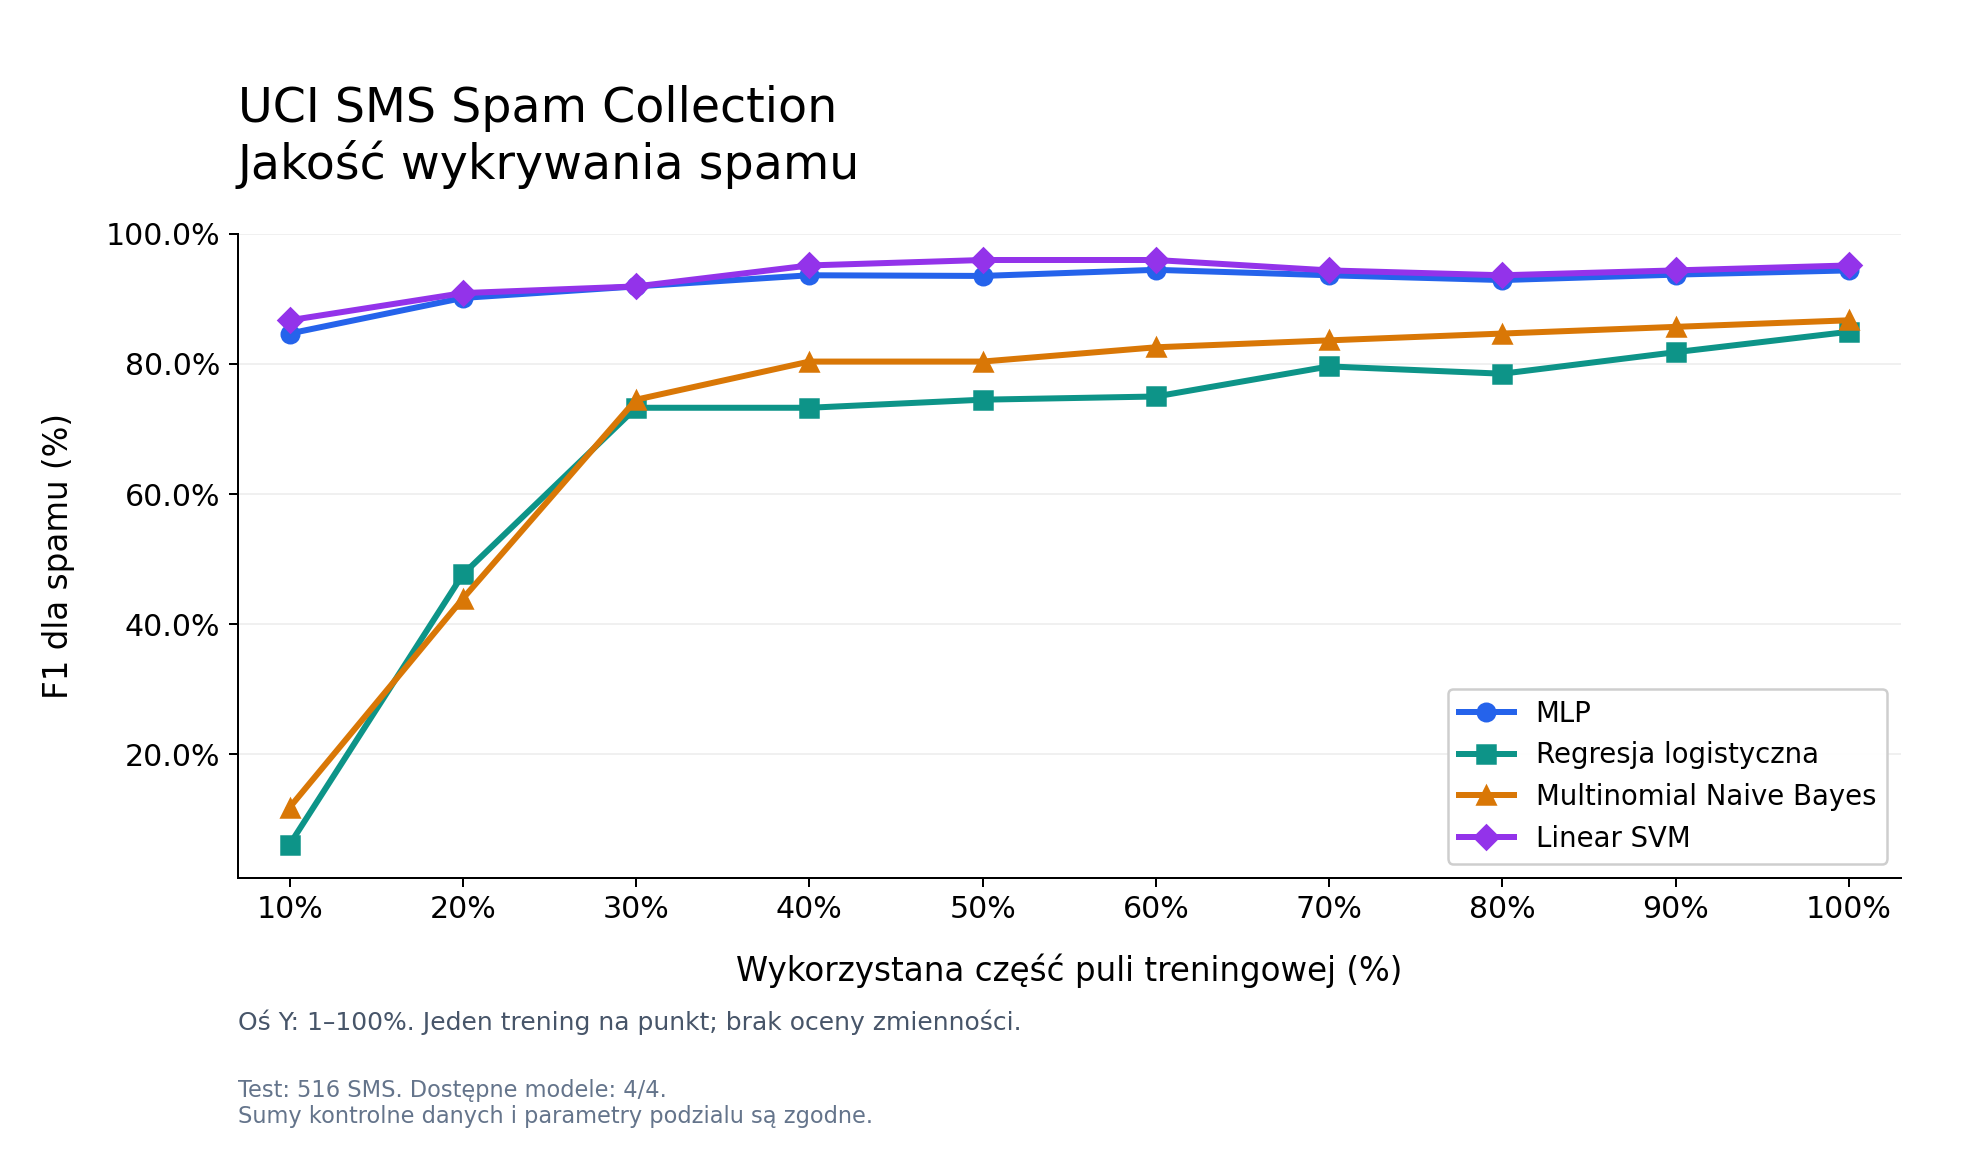 UCI SMS Spam Collection
Jakość wykrywania spamu
100.0%
80.0%
60.0%
40.0%
20.0%
F1 dla spamu (%)
MLP
Regresja logistyczna
Multinomial Naive Bayes
Linear SVM
10% 20% 30% 40% 50% 60% 70% 80% 90% 100%
Wykorzystana część puli treningowej (%)
Oś Y: 1–100%. Jeden trening na punkt; brak oceny zmienności.
Test: 516 SMS. Dostępne modele: 4/4.
Sumy kontrolne danych i parametry podzialu są zgodne.